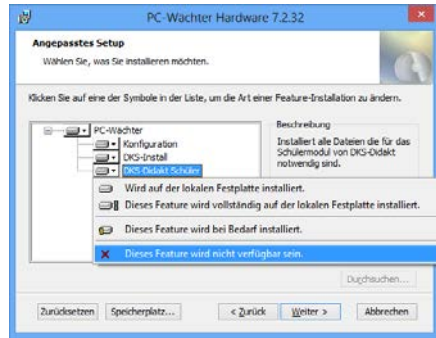 PC-Wächter Hardware 7.2.32
Angepasstes Setup
Wählen Sie, was Sie installieren möchten.
Klicken Sie auf eine der Symbole in der Liste, um die Art einer Feature-Installation zu ändern.
PC-Wächter
Konfiguration
DKS-Install
DKS-Didakt Schüler
Beschreibung
Installiert alle Dateien die für das
Schülermodul von DKS-Didakt
notwendig sind.
Wird auf der lokalen Festplatte installiert.
Dieses Feature wird vollständig auf der lokalen Festplatte installiert.
Dieses Feature wird bei Bedarf installiert.
Dieses Feature wird nicht verfügbar sein.
Durchsuchen...
Zurücksetzen Speicherplatz... < Zurück Weiter > Abbrechen